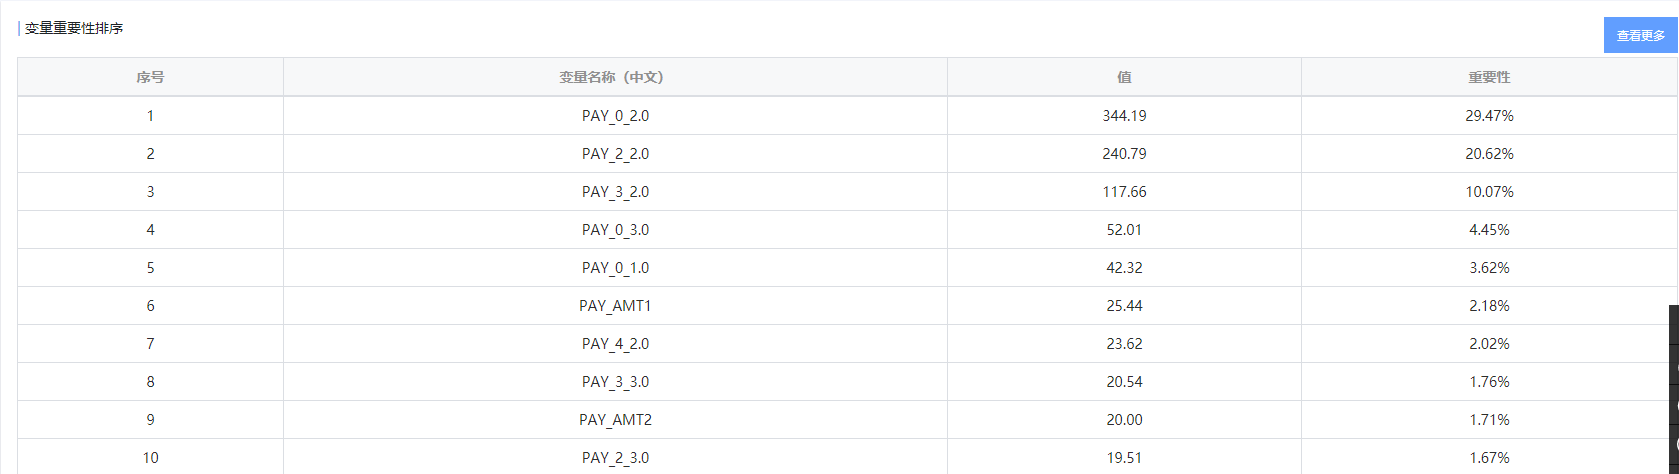 变量重要性排序
查看更多
序号 变量名称（中文） 值 重要性
1 PAY_0_2.0 344.19 29.47%
2 PAY_2_2.0 240.79 20.62%
3 PAY_3_2.0 117.66 10.07%
4 PAY_0_3.0 52.01 4.45%
5 PAY_0_1.0 42.32 3.62%
6 PAY_AMT1 25.44 2.18%
7 PAY_4_2.0 23.62 2.02%
8 PAY_3_3.0 20.54 1.76%
9 PAY_AMT2 20.00 1.71%
10 PAY_2_3.0 19.51 1.67%